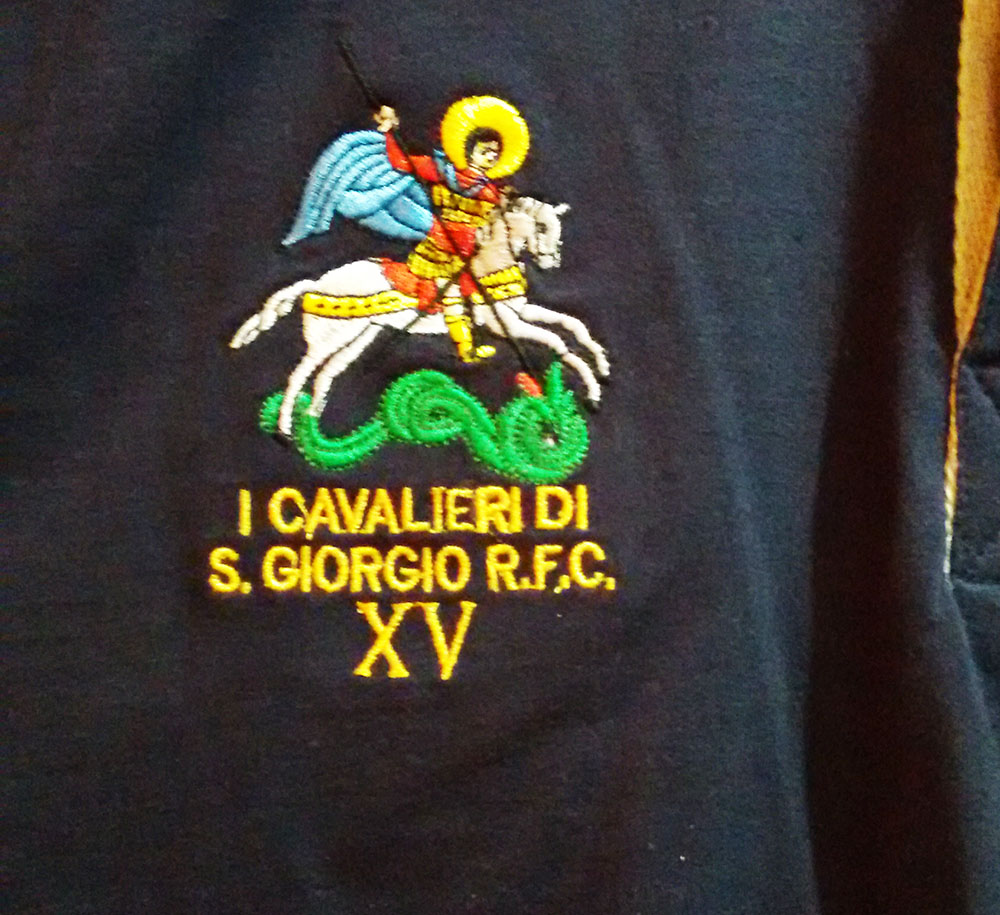 I CAVALIERI DI
S. GIORGIO R.F.C.
XV